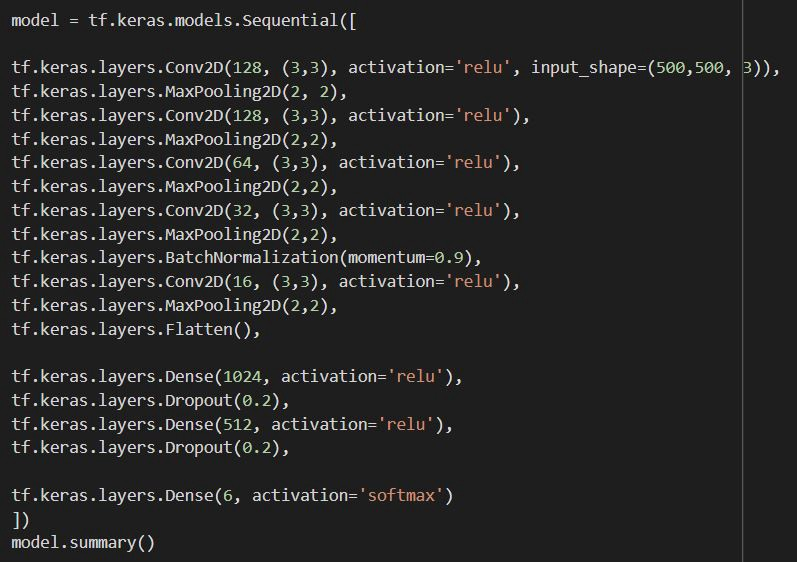 model = tf.keras.models.Sequential([
tf.keras.layers.Conv2D(128, (3,3), activation='relu', input_shape=(500,500, 3)),
tf.keras.layers.MaxPooling2D(2, 2),
tf.keras.layers.Conv2D(128, (3,3), activation='relu'),
tf.keras.layers.MaxPooling2D(2,2),
tf.keras.layers.Conv2D(64, (3,3), activation='relu'),
tf.keras.layers.MaxPooling2D(2,2),
tf.keras.layers.Conv2D(32, (3,3), activation='relu'),
tf.keras.layers.MaxPooling2D(2,2),
tf.keras.layers.BatchNormalization(momentum=0.9),
tf.keras.layers.Conv2D(16, (3,3), activation='relu'),
tf.keras.layers.MaxPooling2D(2,2),
tf.keras.layers.Flatten(),
tf.keras.layers.Dense(1024, activation='relu'),
tf.keras.layers.Dropout(0.2),
tf.keras.layers.Dense(512, activation='relu'),
tf.keras.layers.Dropout(0.2),
tf.keras.layers.Dense(6, activation='softmax')
])
model.summary()